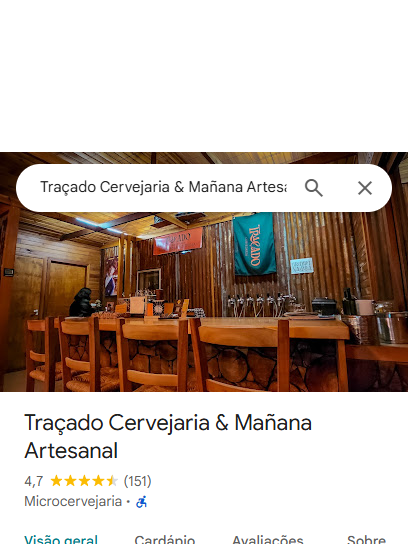 Traçado Cervejaria & Mañana Artesa
TRAÇADO
Traçado Cervejaria & Mañana
Artesanal
4,7 (151)
Microcervejaria ·
Visão geral Cardápio Avaliações Sobre